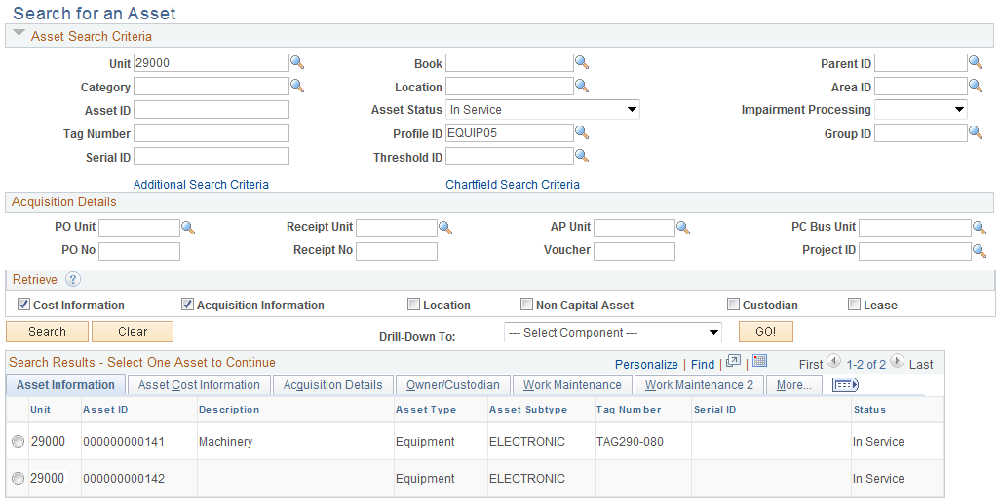 Search for an Asset
Asset Search Criteria
Unit 29000 Book Parent ID
Category Location Area ID
Asset ID Asset Status In Service Impairment Processing
Tag Number Profile ID EQUIP05 Group ID
Serial ID Threshold ID
Additional Search Criteria Chartfield Search Criteria
Acquisition Details
PO Unit Receipt Unit AP Unit PC Bus Unit
PO No Receipt No Voucher Project ID
Retrieve ?
Cost Information Acquisition Information Location Non Capital Asset Custodian Lease
Search Clear Drill-Down To: --- Select Component --- GO!
Search Results - Select One Asset to Continue Personalize | Find | | First 1-2 of 2 Last
Asset Information Asset Cost Information Acquisition Details Owner/Custodian Work Maintenance Work Maintenance 2 More...
Unit Asset ID Description Asset Type Asset Subtype Tag Number Serial ID Status
29000 000000000141 Machinery Equipment ELECTRONIC TAG290-080 In Service
29000 000000000142 Equipment ELECTRONIC In Service